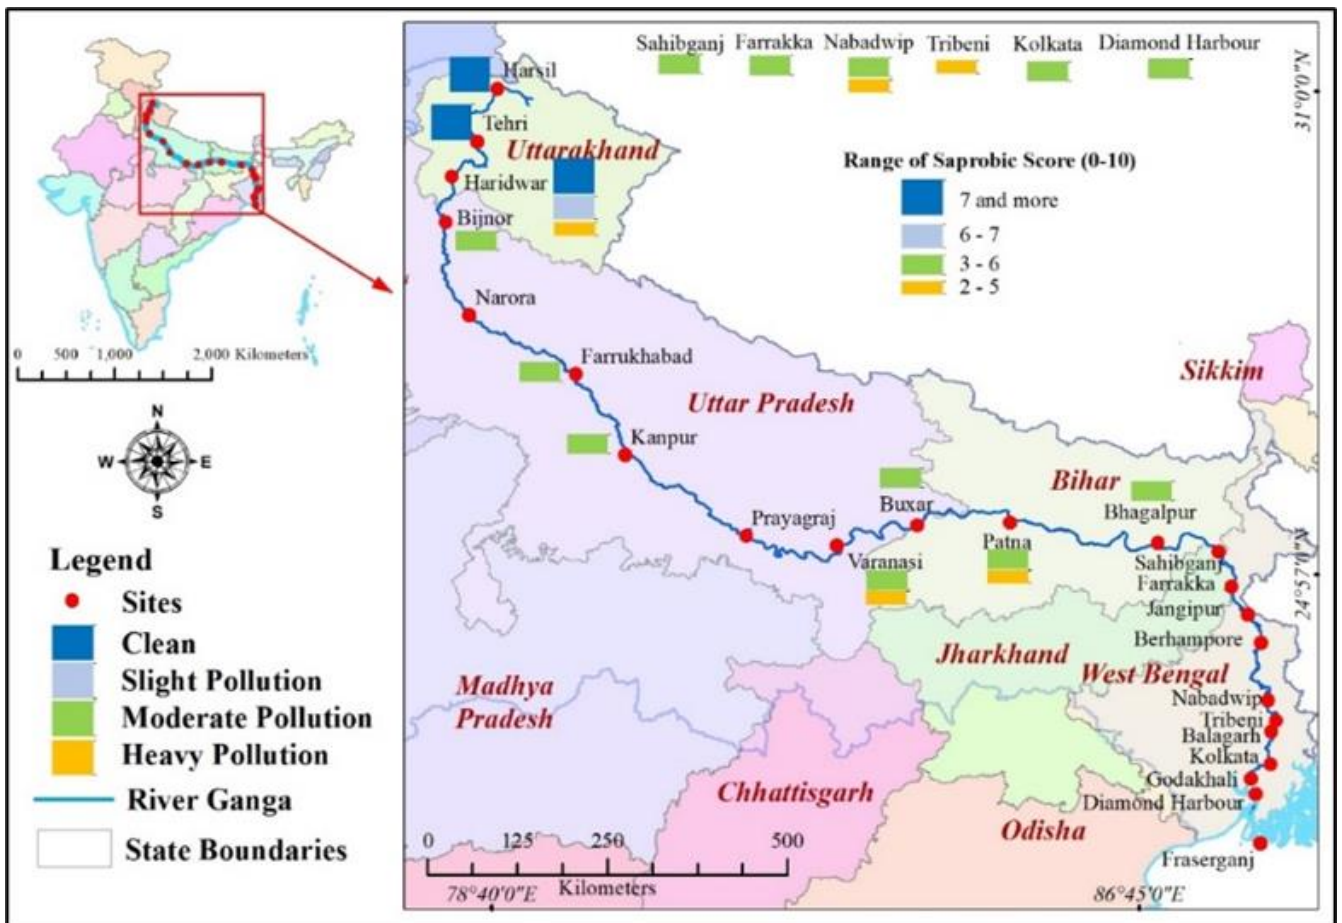 0 500 1,000 2,000 Kilometers
N
W E
S
Legend
Sites
Clean
Slight Pollution
Moderate Pollution
Heavy Pollution
River Ganga
State Boundaries
Sahibganj Farrakka Nabadwip Tribeni Kolkata Diamond Harbour
Range of Saprobic Score (0-10)
7 and more
6 - 7
3 - 6
2 - 5
31°0'0"N
24°57'0"N
Harsil
Tehri
Uttarakhand
Haridwar
Bijnor
Narora
Farrukhabad
Uttar Pradesh
Sikkim
Kanpur
Prayagraj
Buxar
Bihar
Bhagalpur
Varanasi
Patna
Sahibganj
Farrakka
Jangipur
Berhampore
Jharkhand
West Bengal
Madhya
Pradesh
Nabadwip
Tribeni
Balagarh
Kolkata
Godakhali
Diamond Harbour
Chhattisgarh
Odisha
Fraserganj
0 125 250 500
Kilometers
78°40'0"E
86°45'0"E